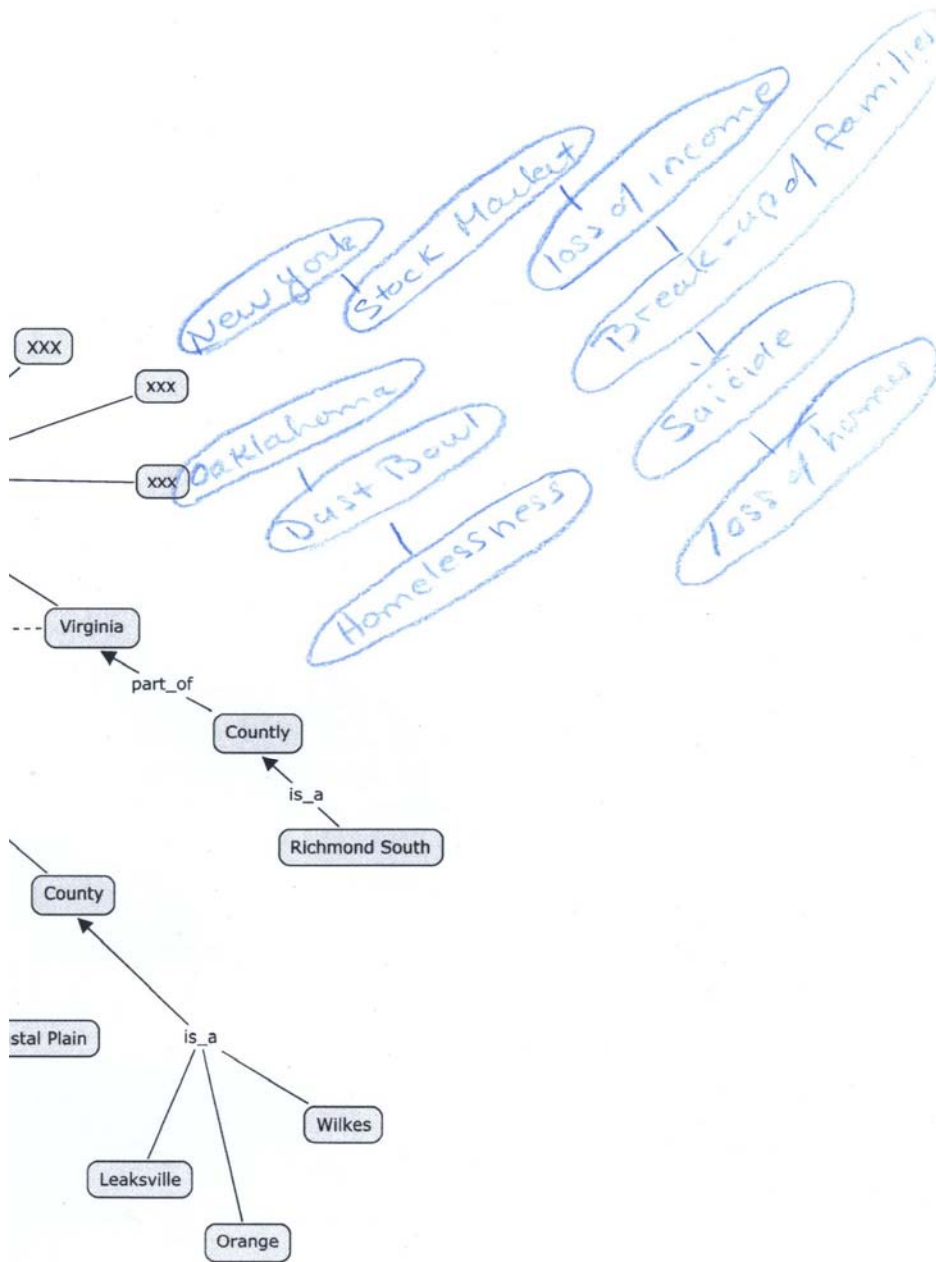 New York
Stock Market
loss of income
Break-up of families
Suicide
loss of homes
XXX
xxx
xxx
Oaklahoma
Dust Bowl
Homelessness
Virginia
part_of
Countly
is_a
Richmond South
County
stal Plain
is_a
Wilkes
Leaksville
Orange